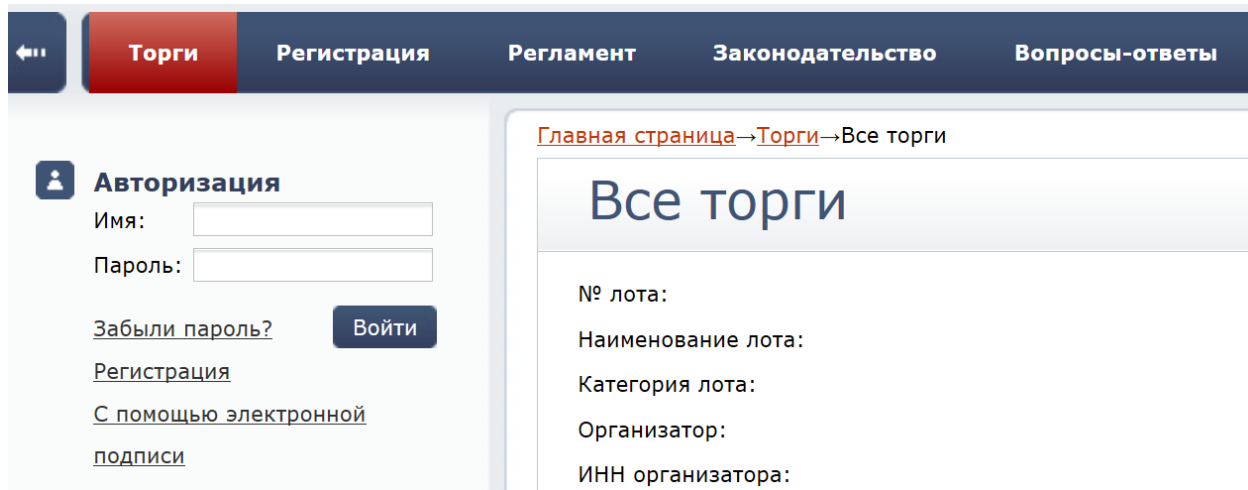 Торги Регистрация Регламент Законодательство Вопросы-ответы
Авторизация
Имя:
Пароль:
Забыли пароль? Войти
Регистрация
С помощью электронной
подписи
Главная страница→Торги→Все торги
Все торги
№ лота:
Наименование лота:
Категория лота:
Организатор:
ИНН организатора: